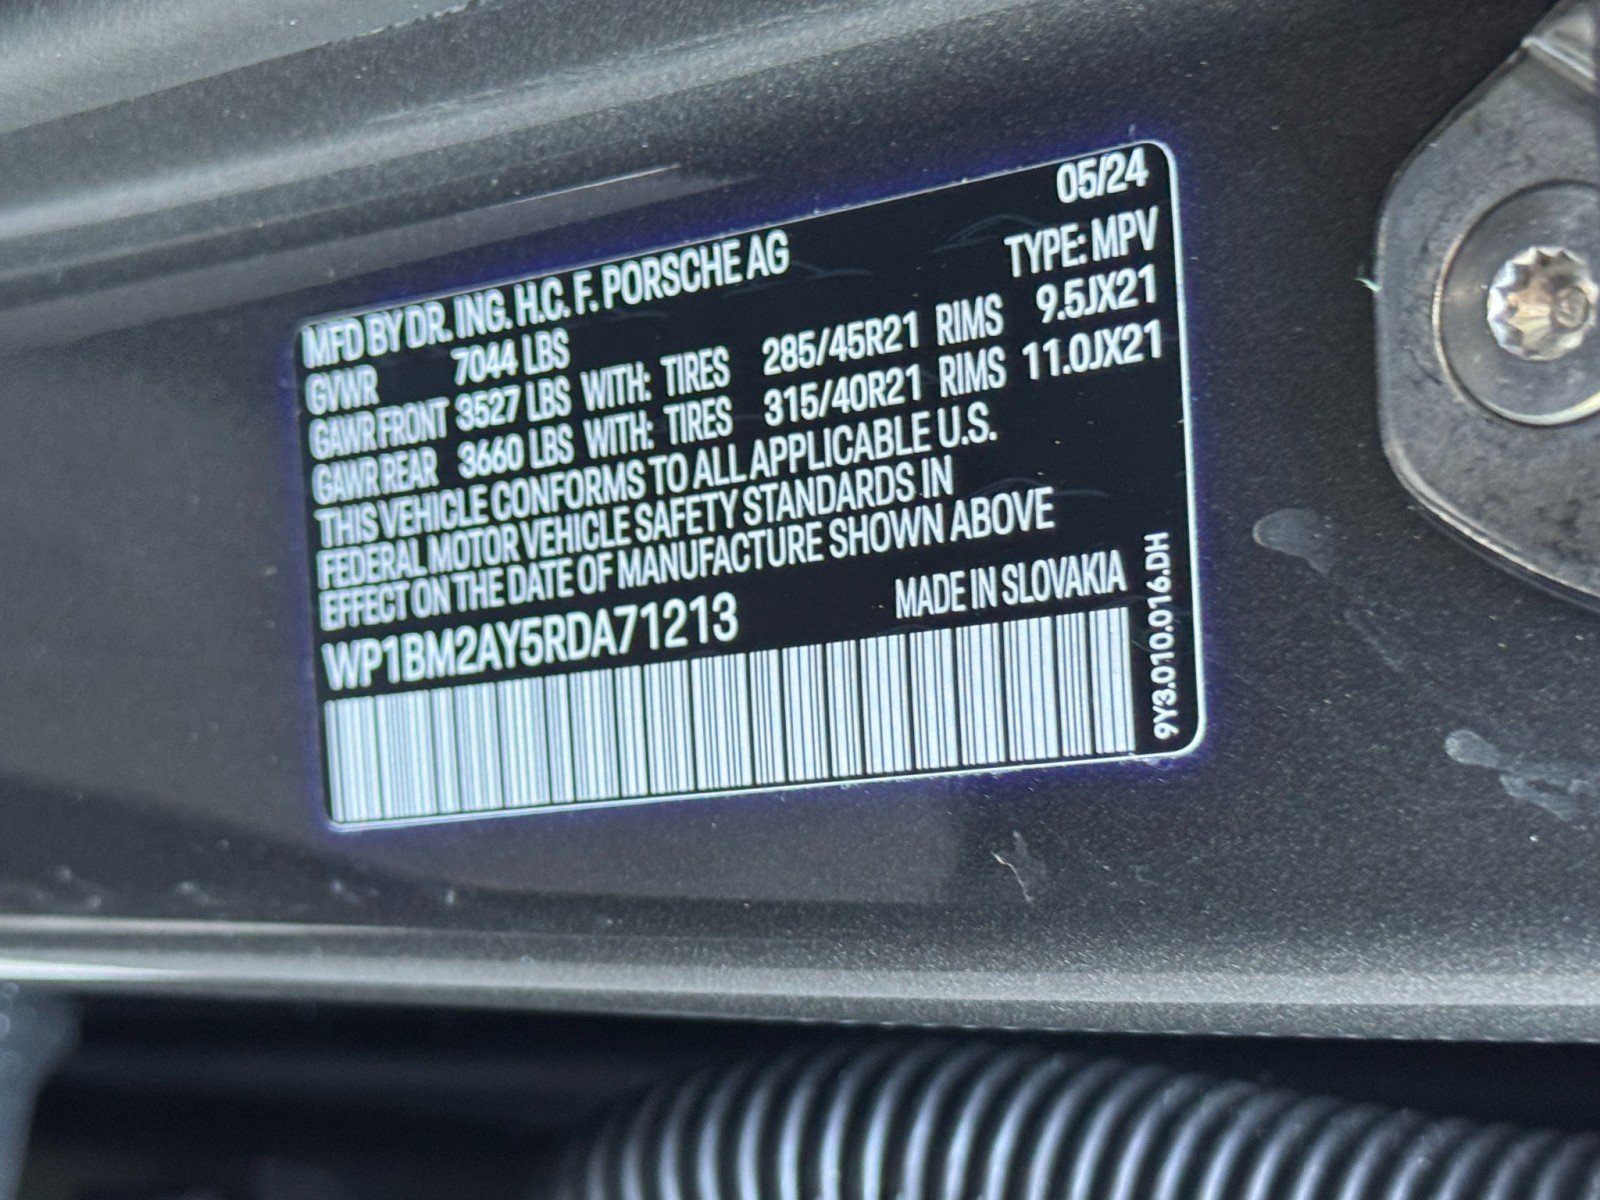 05/24
MFD BY DR. ING. H.C. F. PORSCHE AG TYPE: MPV
GVWR 7044 LBS
GAWR FRONT 3527 LBS WITH: TIRES 285/45R21 RIMS 9.5JX21
GAWR REAR 3660 LBS WITH: TIRES 315/40R21 RIMS 11.0JX21
THIS VEHICLE CONFORMS TO ALL APPLICABLE U.S.
FEDERAL MOTOR VEHICLE SAFETY STANDARDS IN
EFFECT ON THE DATE OF MANUFACTURE SHOWN ABOVE
WP1BM2AY5RDA71213 MADE IN SLOVAKIA
9Y3.010.016.DH